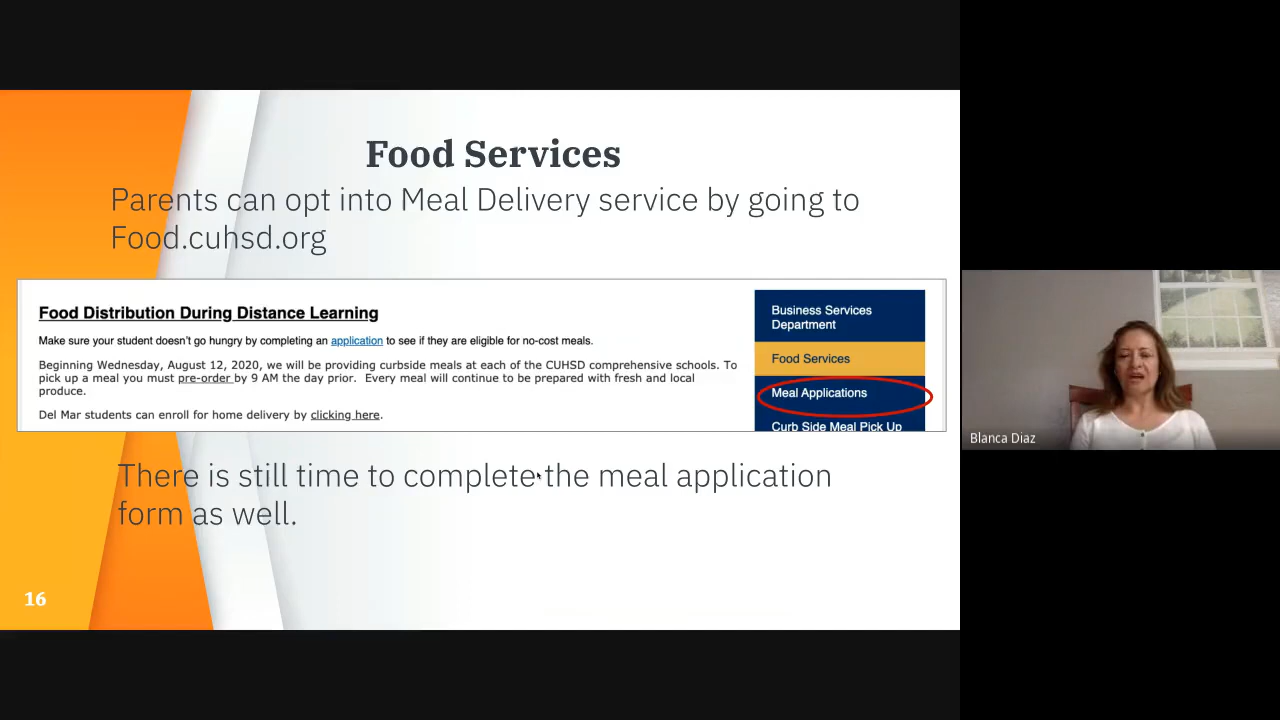 Food Services
Parents can opt into Meal Delivery service by going to
Food.cuhsd.org
Food Distribution During Distance Learning
Make sure your student doesn't go hungry by completing an application to see if they are eligible for no-cost meals.
Beginning Wednesday, August 12, 2020, we will be providing curbside meals at each of the CUHSD comprehensive schools. To
pick up a meal you must pre-order by 9 AM the day prior. Every meal will continue to be prepared with fresh and local
produce.
Del Mar students can enroll for home delivery by clicking here.
Business Services
Department
Food Services
Meal Applications
Curb Side Meal Pick Up
There is still time to complete the meal application
form as well.
16
Blanca Diaz